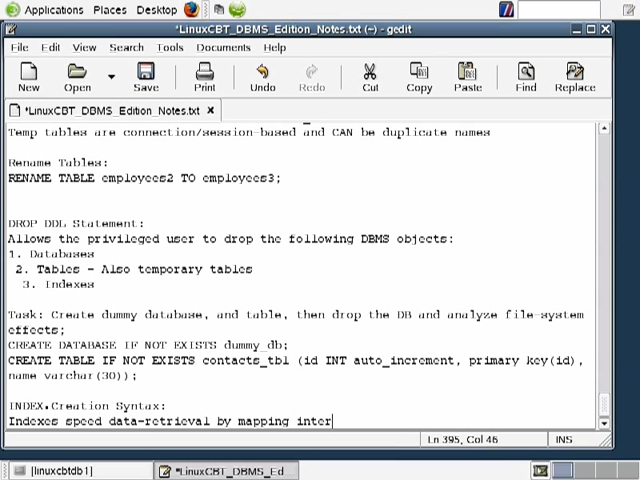 Applications Places Desktop
*LinuxCBT_DBMS_Edition_Notes.txt (~) - gedit
File Edit View Search Tools Documents Help
New Open Save Print Undo Redo Cut Copy Paste Find Replace
*LinuxCBT_DBMS_Edition_Notes.txt x
Temp tables are connection/session-based and CAN be duplicate names
Rename Tables:
RENAME TABLE employees2 TO employees3;
DROP DDL Statement:
Allows the privileged user to drop the following DBMS objects:
1. Databases
2. Tables - Also temporary tables
3. Indexes
Task: Create dummy database, and table, then drop the DB and analyze file-system
effects;
CREATE DATABASE IF NOT EXISTS dummy_db;
CREATE TABLE IF NOT EXISTS contacts_tbl (id INT auto_increment, primary key(id),
name varchar(30));
INDEX.Creation Syntax:
Indexes speed data-retrieval by mapping inter
Ln 395, Col 46 INS
[linuxcbtdb1] *LinuxCBT_DBMS_Ed